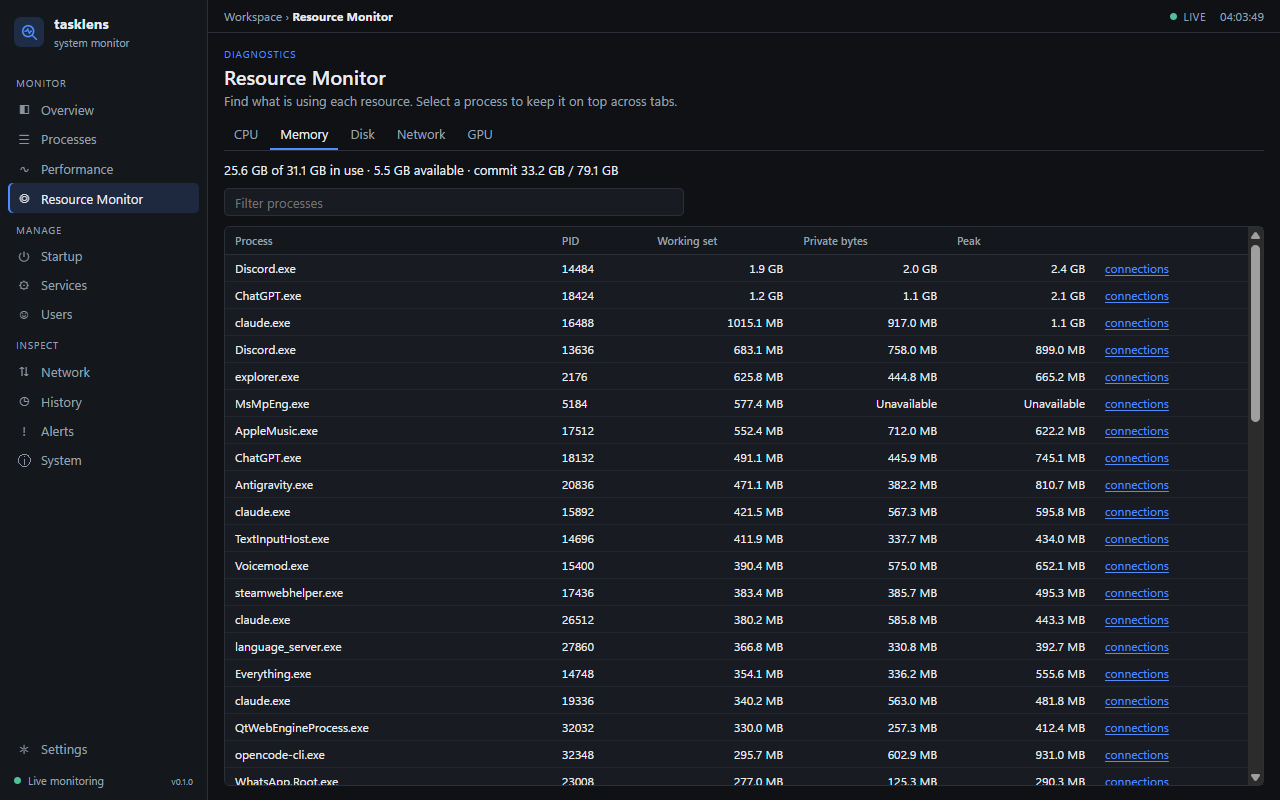 tasklens
system monitor
MONITOR
Overview
Processes
Performance
Resource Monitor
MANAGE
Startup
Services
Users
INSPECT
Network
History
Alerts
System
Settings
Live monitoring v0.1.0
Workspace › Resource Monitor LIVE 04:03:49
DIAGNOSTICS
Resource Monitor
Find what is using each resource. Select a process to keep it on top across tabs.
CPU Memory Disk Network GPU
25.6 GB of 31.1 GB in use · 5.5 GB available · commit 33.2 GB / 79.1 GB
Filter processes
Process PID Working set Private bytes Peak
Discord.exe 14484 1.9 GB 2.0 GB 2.4 GB connections
ChatGPT.exe 18424 1.2 GB 1.1 GB 2.1 GB connections
claude.exe 16488 1015.1 MB 917.0 MB 1.1 GB connections
Discord.exe 13636 683.1 MB 758.0 MB 899.0 MB connections
explorer.exe 2176 625.8 MB 444.8 MB 665.2 MB connections
MsMpEng.exe 5184 577.4 MB Unavailable Unavailable connections
AppleMusic.exe 17512 552.4 MB 712.0 MB 622.2 MB connections
ChatGPT.exe 18132 491.1 MB 445.9 MB 745.1 MB connections
Antigravity.exe 20836 471.1 MB 382.2 MB 810.7 MB connections
claude.exe 15892 421.5 MB 567.3 MB 595.8 MB connections
TextInputHost.exe 14696 411.9 MB 337.7 MB 434.0 MB connections
Voicemod.exe 15400 390.4 MB 575.0 MB 652.1 MB connections
steamwebhelper.exe 17436 383.4 MB 385.7 MB 495.3 MB connections
claude.exe 26512 380.2 MB 585.8 MB 443.3 MB connections
language_server.exe 27860 366.8 MB 330.8 MB 392.7 MB connections
Everything.exe 14748 354.1 MB 336.2 MB 555.6 MB connections
claude.exe 19336 340.2 MB 563.0 MB 481.8 MB connections
QtWebEngineProcess.exe 32032 330.0 MB 257.3 MB 412.4 MB connections
opencode-cli.exe 32348 295.7 MB 602.9 MB 931.0 MB connections
WhatsApp.Root.exe 23008 277.0 MB 125.3 MB 290.3 MB connections